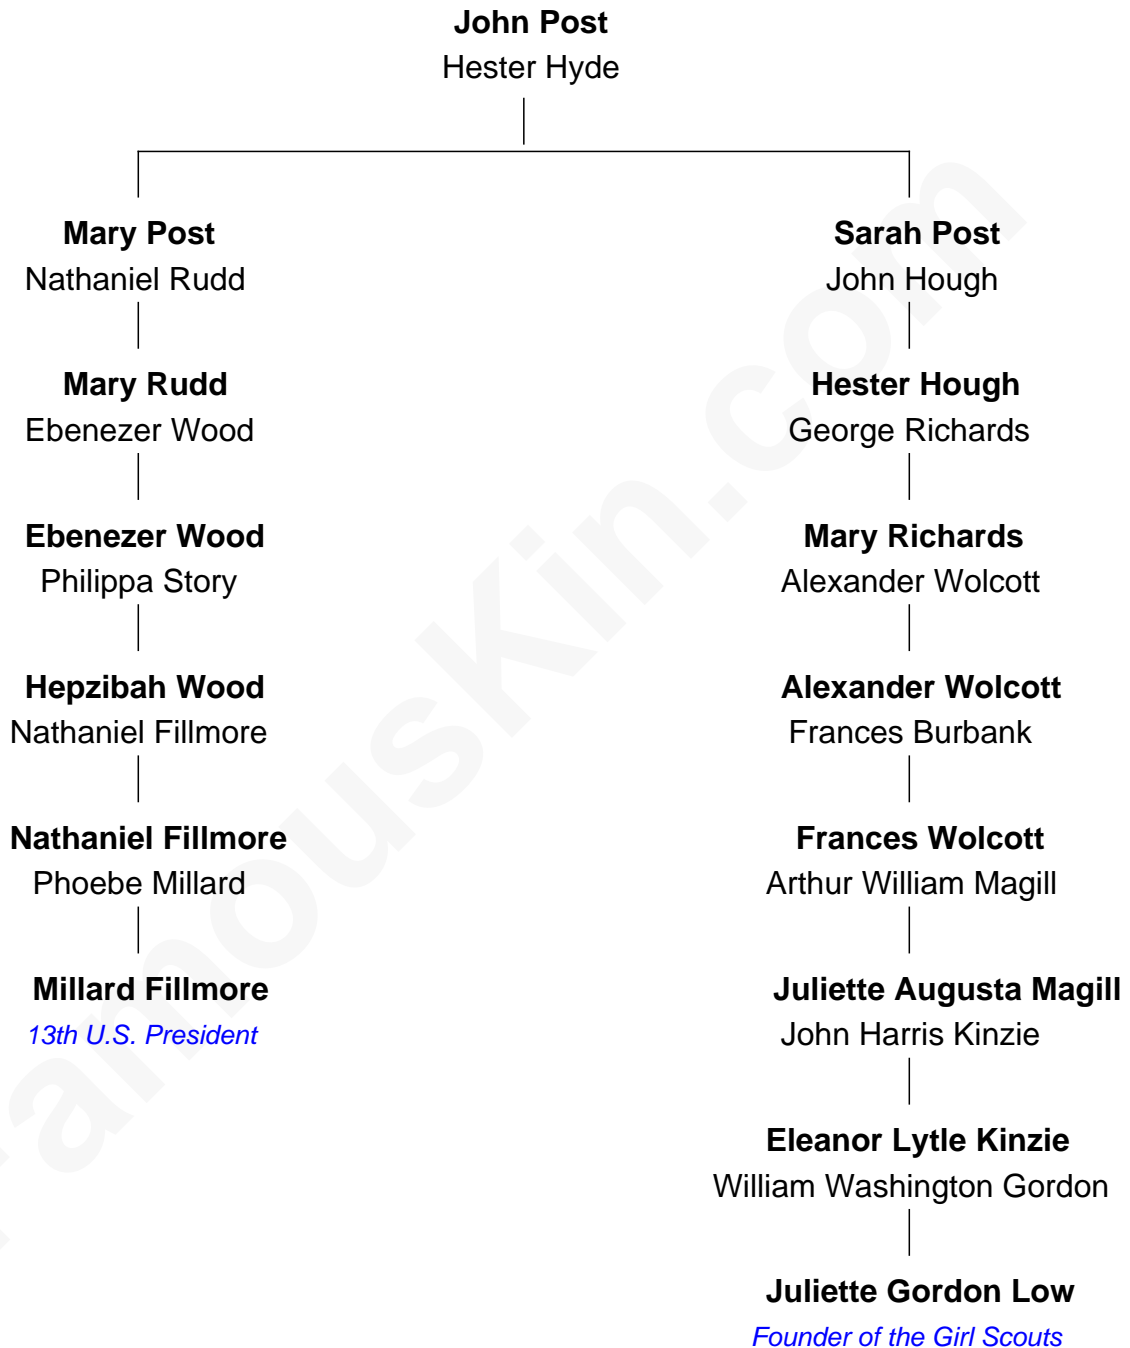 John Post
Hester Hyde
Mary Post
Nathaniel Rudd
Mary Rudd
Ebenezer Wood
Ebenezer Wood
Philippa Story
Hepzibah Wood
Nathaniel Fillmore
Nathaniel Fillmore
Phoebe Millard
Millard Fillmore
13th U.S. President
Sarah Post
John Hough
Hester Hough
George Richards
Mary Richards
Alexander Wolcott
Alexander Wolcott
Frances Burbank
Frances Wolcott
Arthur William Magill
Juliette Augusta Magill
John Harris Kinzie
Eleanor Lytle Kinzie
William Washington Gordon
Juliette Gordon Low
Founder of the Girl Scouts
FamousKin.com